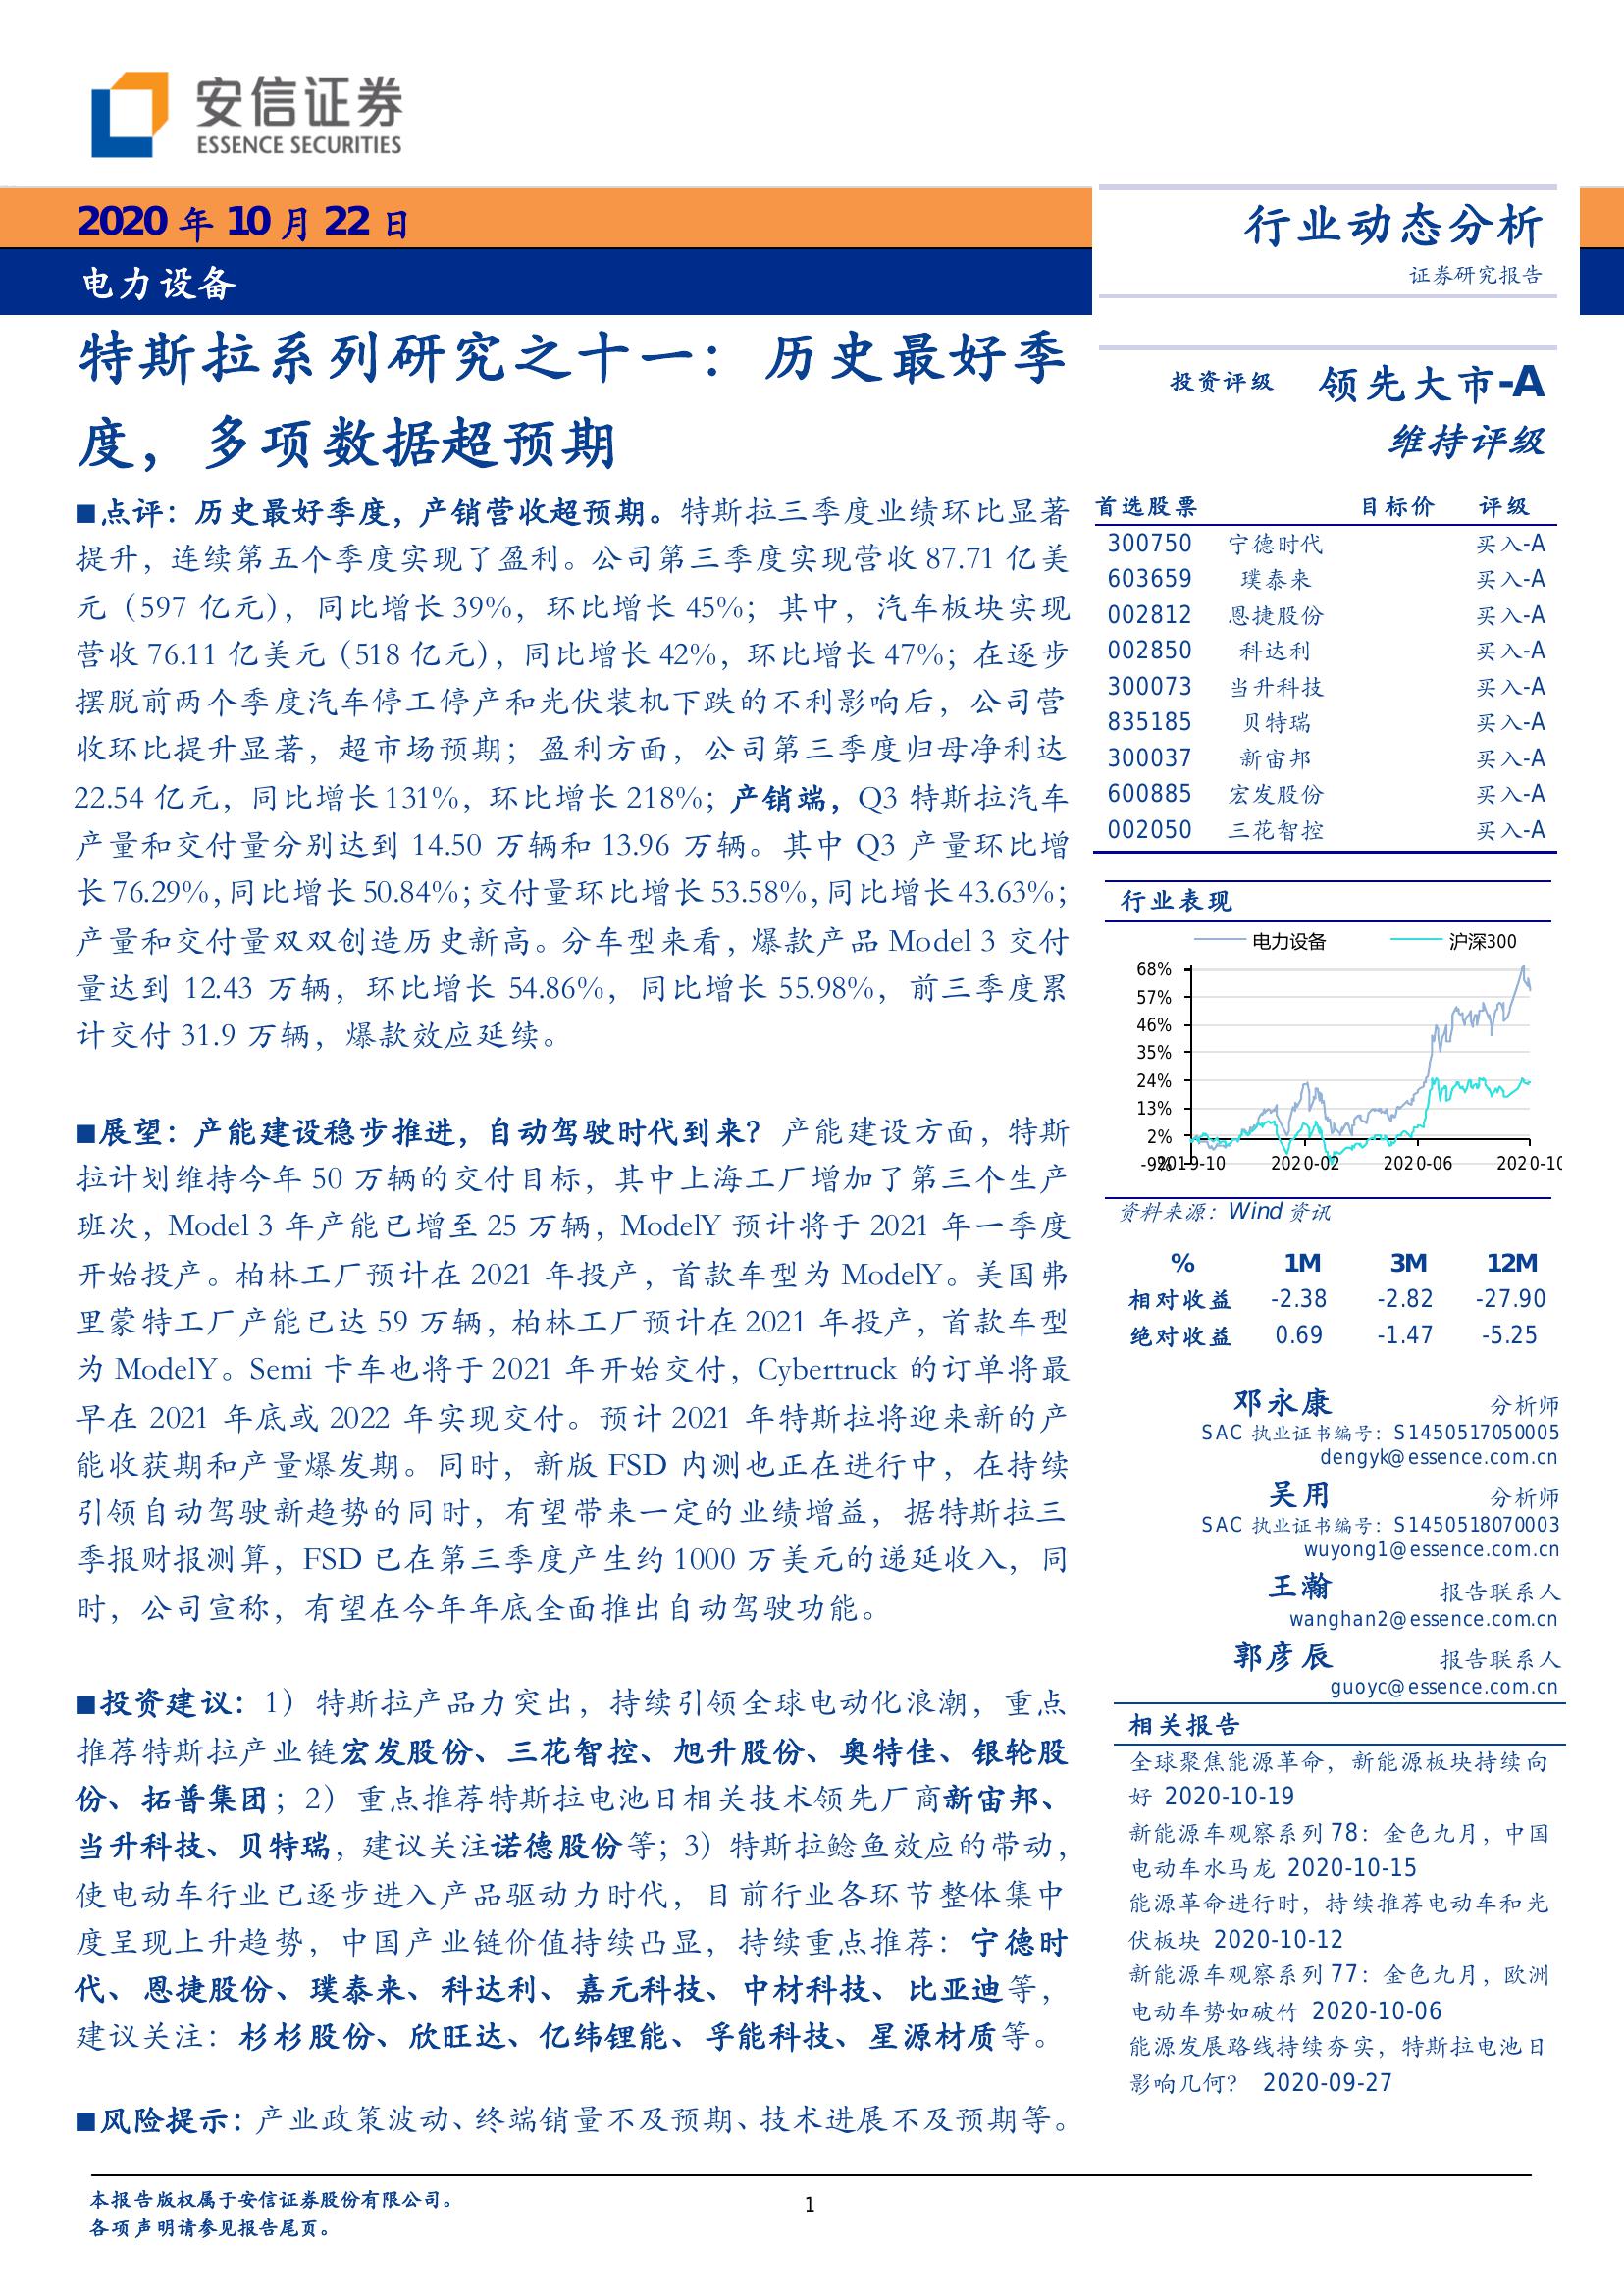 安信证券
ESSENCE SECURITIES
2020 年 10 月 22 日
电力设备
行业动态分析
证券研究报告
特斯拉系列研究之十一：历史最好季
度，多项数据超预期
■点评：历史最好季度，产销营收超预期。特斯拉三季度业绩环比显著
提升，连续第五个季度实现了盈利。公司第三季度实现营收 87.71 亿美
元（597 亿元），同比增长 39%，环比增长 45%；其中，汽车板块实现
营收 76.11 亿美元（518 亿元），同比增长 42%，环比增长 47%；在逐步
摆脱前两个季度汽车停工停产和光伏装机下跌的不利影响后，公司营
收环比提升显著，超市场预期；盈利方面，公司第三季度归母净利达
22.54 亿元，同比增长 131%，环比增长 218%；产销端，Q3 特斯拉汽车
产量和交付量分别达到 14.50 万辆和 13.96 万辆。其中 Q3 产量环比增
长 76.29%，同比增长 50.84%；交付量环比增长 53.58%，同比增长 43.63%；
产量和交付量双双创造历史新高。分车型来看，爆款产品 Model 3 交付
量达到 12.43 万辆，环比增长 54.86%，同比增长 55.98%，前三季度累
计交付 31.9 万辆，爆款效应延续。
■展望：产能建设稳步推进，自动驾驶时代到来？产能建设方面，特斯
拉计划维持今年 50 万辆的交付目标，其中上海工厂增加了第三个生产
班次，Model 3 年产能已增至 25 万辆，ModelY 预计将于 2021 年一季度
开始投产。柏林工厂预计在 2021 年投产，首款车型为 ModelY。美国弗
里蒙特工厂产能已达 59 万辆，柏林工厂预计在 2021 年投产，首款车型
为 ModelY。Semi 卡车也将于 2021 年开始交付，Cybertruck 的订单将最
早在 2021 年底或 2022 年实现交付。预计 2021 年特斯拉将迎来新的产
能收获期和产量爆发期。同时，新版 FSD 内测也正在进行中，在持续
引领自动驾驶新趋势的同时，有望带来一定的业绩增益，据特斯拉三
季报财报测算，FSD 已在第三季度产生约 1000 万美元的递延收入，同
时，公司宣称，有望在今年年底全面推出自动驾驶功能。
■投资建议：1）特斯拉产品力突出，持续引领全球电动化浪潮，重点
推荐特斯拉产业链宏发股份、三花智控、旭升股份、奥特佳、银轮股
份、拓普集团；2）重点推荐特斯拉电池日相关技术领先厂商新宙邦、
当升科技、贝特瑞，建议关注诺德股份等；3）特斯拉鲶鱼效应的带动，
使电动车行业已逐步进入产品驱动力时代，目前行业各环节整体集中
度呈现上升趋势，中国产业链价值持续凸显，持续重点推荐：宁德时
代、恩捷股份、璞泰来、科达利、嘉元科技、中材科技、比亚迪等，
建议关注：杉杉股份、欣旺达、亿纬锂能、孚能科技、星源材质等。
■风险提示：产业政策波动、终端销量不及预期、技术进展不及预期等。
投资评级 领先大市-A
维持评级
首选股票 目标价 评级
300750 宁德时代 买入-A
603659 璞泰来 买入-A
002812 恩捷股份 买入-A
002850 科达利 买入-A
300073 当升科技 买入-A
835185 贝特瑞 买入-A
300037 新宙邦 买入-A
600885 宏发股份 买入-A
002050 三花智控 买入-A
行业表现
电力设备 沪深300
68%
57%
46%
35%
24%
13%
2%
-9%
2019-10 2020-02 2020-06 2020-10
资料来源：Wind 资讯
% 1M 3M 12M
相对收益 -2.38 -2.82 -27.90
绝对收益 0.69 -1.47 -5.25
邓永康 分析师
SAC 执业证书编号：S1450517050005
dengyk@essence.com.cn
吴用 分析师
SAC 执业证书编号：S1450518070003
wuyong1@essence.com.cn
王瀚 报告联系人
wanghan2@essence.com.cn
郭彦辰 报告联系人
guoyc@essence.com.cn
相关报告
全球聚焦能源革命，新能源板块持续向
好 2020-10-19
新能源车观察系列 78：金色九月，中国
电动车水马龙 2020-10-15
能源革命进行时，持续推荐电动车和光
伏板块 2020-10-12
新能源车观察系列 77：金色九月，欧洲
电动车势如破竹 2020-10-06
能源发展路线持续夯实，特斯拉电池日
影响几何？ 2020-09-27
本报告版权属于安信证券股份有限公司。
各项声明请参见报告尾页。
1